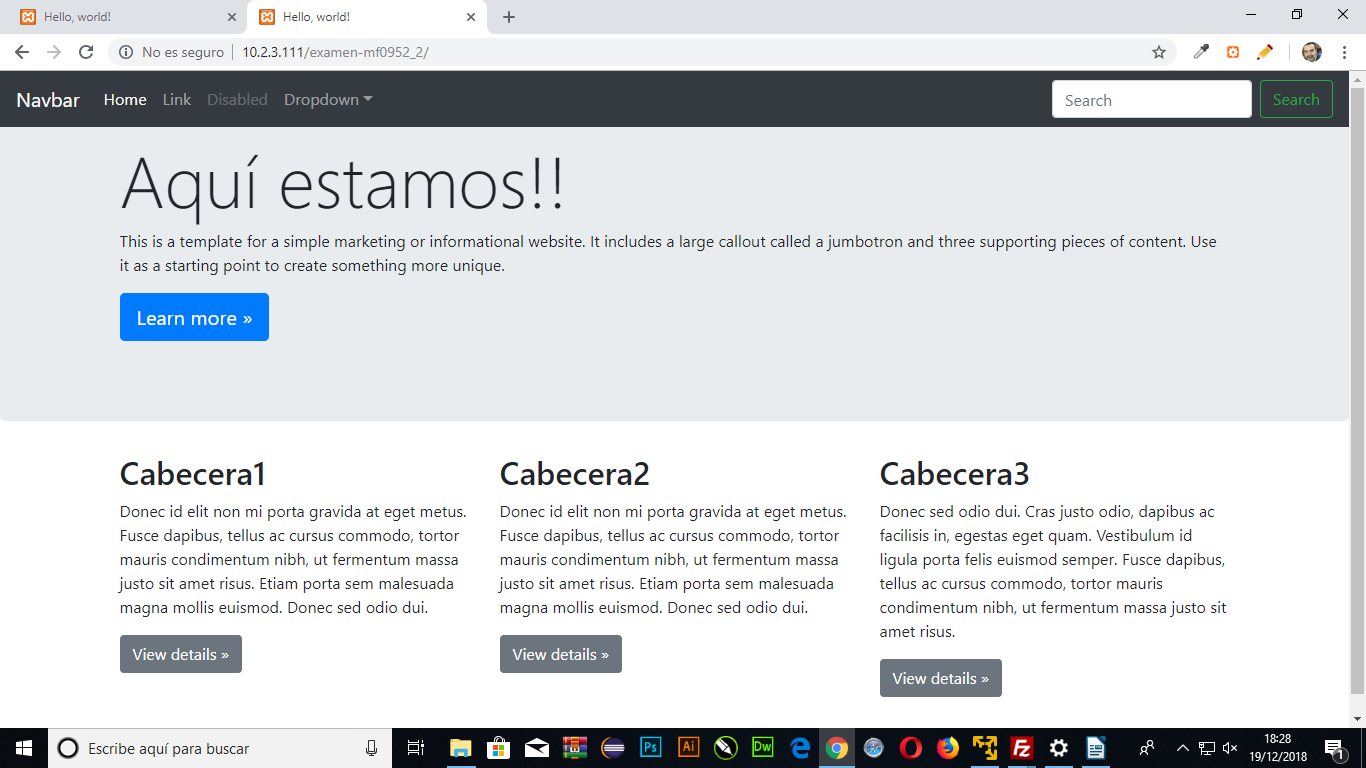 Hello, world!
Hello, world!
No es seguro
10.2.3.111/examen-mf0952_2/
Navbar
Home
Link
Disabled
Dropdown
Search
Search
Aquí estamos!!
This is a template for a simple marketing or informational website. It includes a large callout called a jumbotron and three supporting pieces of content. Use
it as a starting point to create something more unique.
Learn more »
Cabecera1
Donec id elit non mi porta gravida at eget metus.
Fusce dapibus, tellus ac cursus commodo, tortor
mauris condimentum nibh, ut fermentum massa
justo sit amet risus. Etiam porta sem malesuada
magna mollis euismod. Donec sed odio dui.
View details »
Cabecera2
Donec id elit non mi porta gravida at eget metus.
Fusce dapibus, tellus ac cursus commodo, tortor
mauris condimentum nibh, ut fermentum massa
justo sit amet risus. Etiam porta sem malesuada
magna mollis euismod. Donec sed odio dui.
View details »
Cabecera3
Donec sed odio dui. Cras justo odio, dapibus ac
facilisis in, egestas eget quam. Vestibulum id
ligula porta felis euismod semper. Fusce dapibus,
tellus ac cursus commodo, tortor mauris
condimentum nibh, ut fermentum massa justo sit
amet risus.
View details »
Escribe aquí para buscar
Ps
Ai
Dw
Fz
18:28
19/12/2018
1